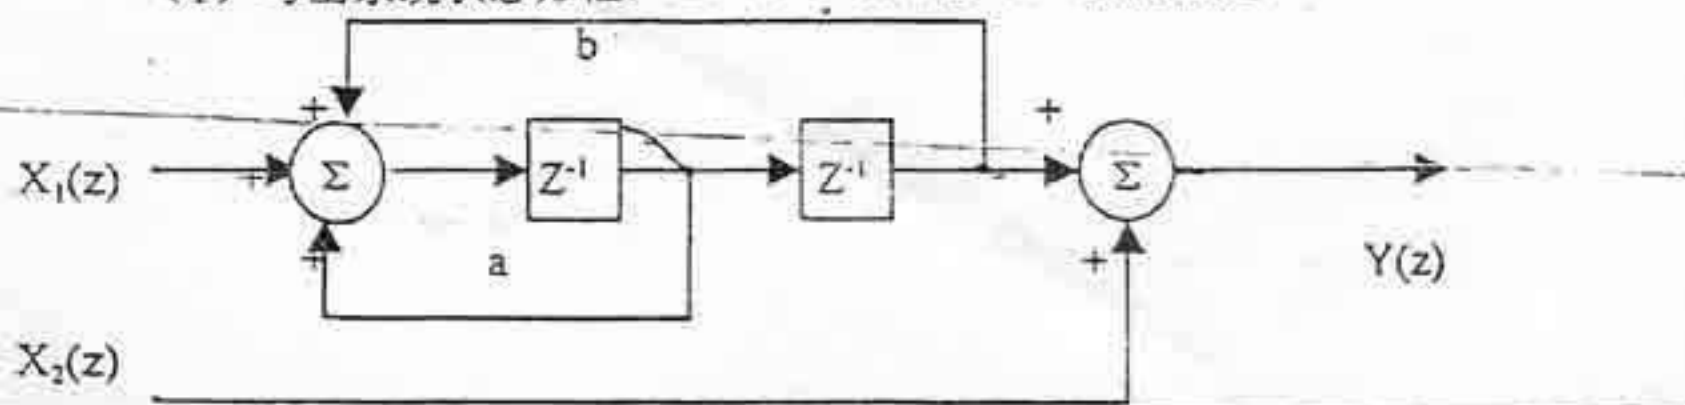 b
+ +
X₁(z) + Σ Z⁻¹ Z⁻¹ Σ
+ a + Y(z)
X₂(z)